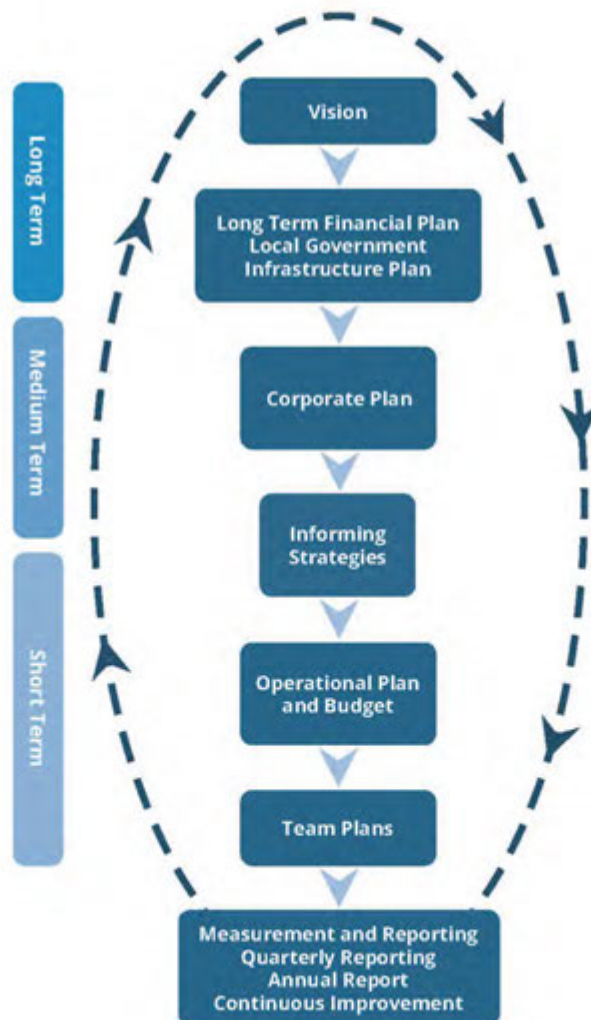 Long Term
Medium Term
Short Term
Vision
Long Term Financial Plan
Local Government
Infrastructure Plan
Corporate Plan
Informing
Strategies
Operational Plan
and Budget
Team Plans
Measurement and Reporting
Quarterly Reporting
Annual Report
Continuous Improvement